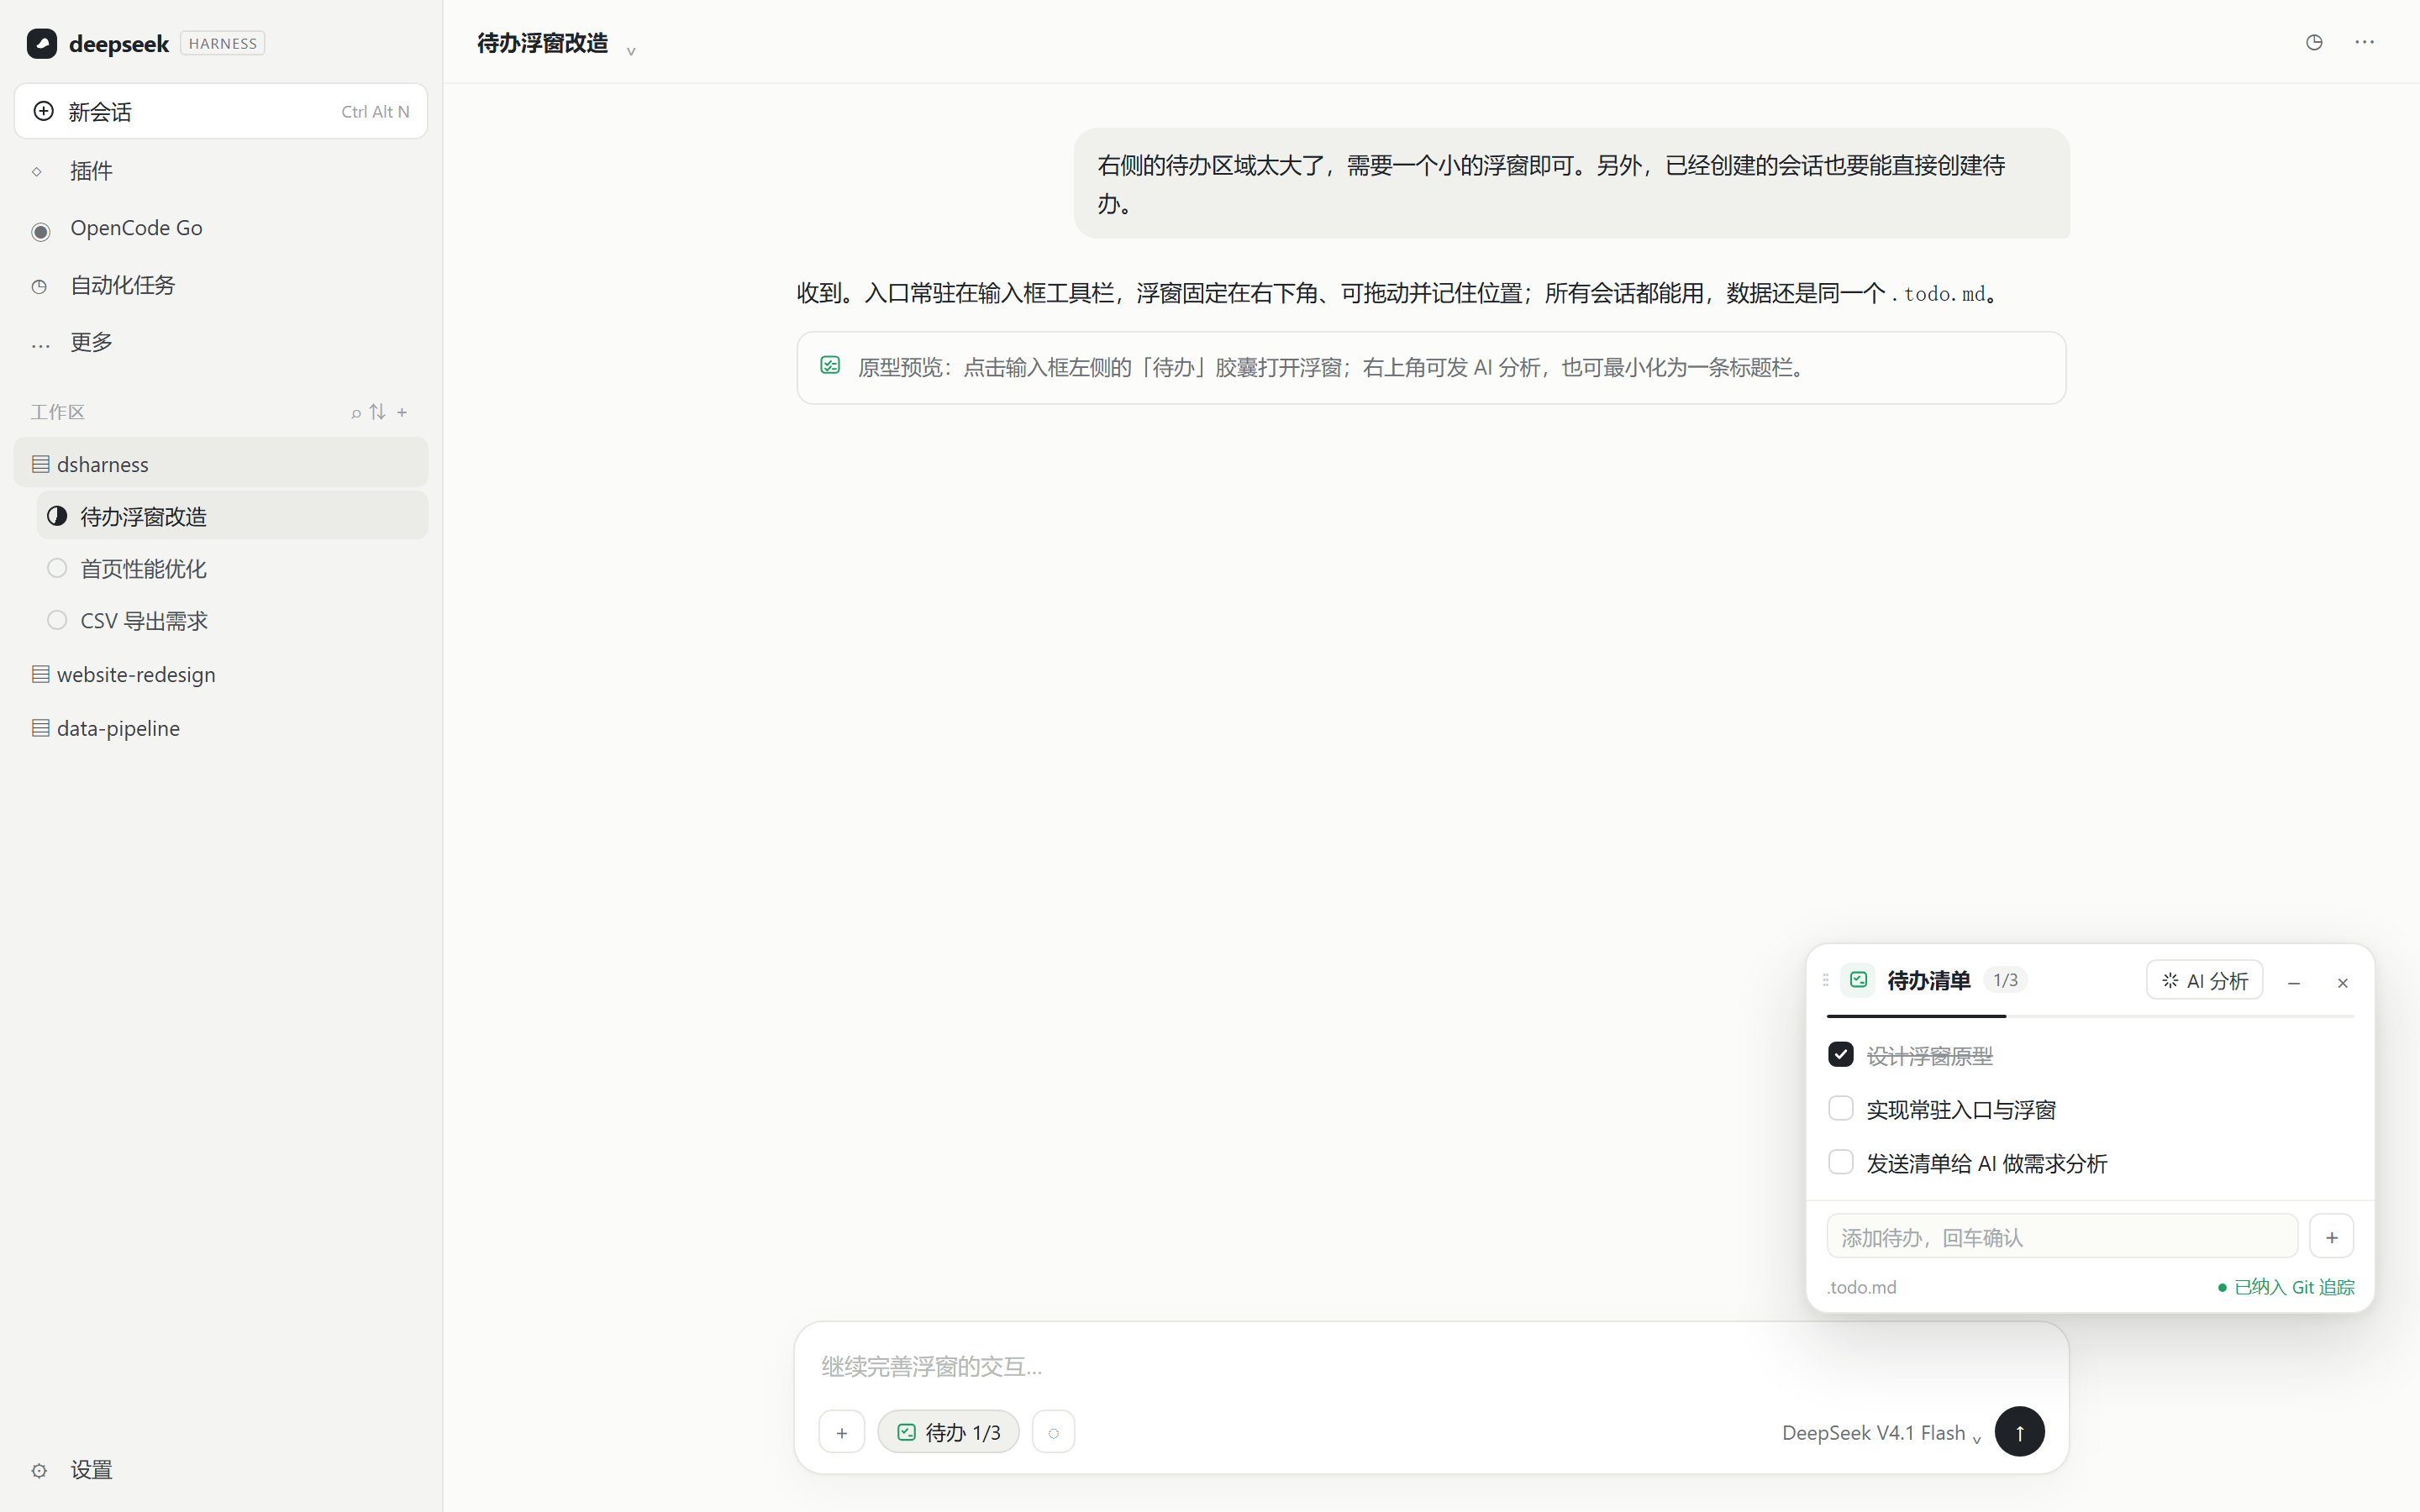 deepseek HARNESS
新会话 Ctrl Alt N
插件
OpenCode Go
自动化任务
更多
工作区
dsharness
待办浮窗改造
首页性能优化
CSV 导出需求
website-redesign
data-pipeline
设置
待办浮窗改造
右侧的待办区域太大了，需要一个小的浮窗即可。另外，已经创建的会话也要能直接创建待
办。
收到。入口常驻在输入框工具栏，浮窗固定在右下角、可拖动并记住位置；所有会话都能用，数据还是同一个 .todo.md。
原型预览：点击输入框左侧的「待办」胶囊打开浮窗；右上角可发 AI 分析，也可最小化为一条标题栏。
待办清单 1/3 AI 分析
设计浮窗原型
实现常驻入口与浮窗
发送清单给 AI 做需求分析
添加待办，回车确认
.todo.md 已纳入 Git 追踪
继续完善浮窗的交互...
待办 1/3
DeepSeek V4.1 Flash